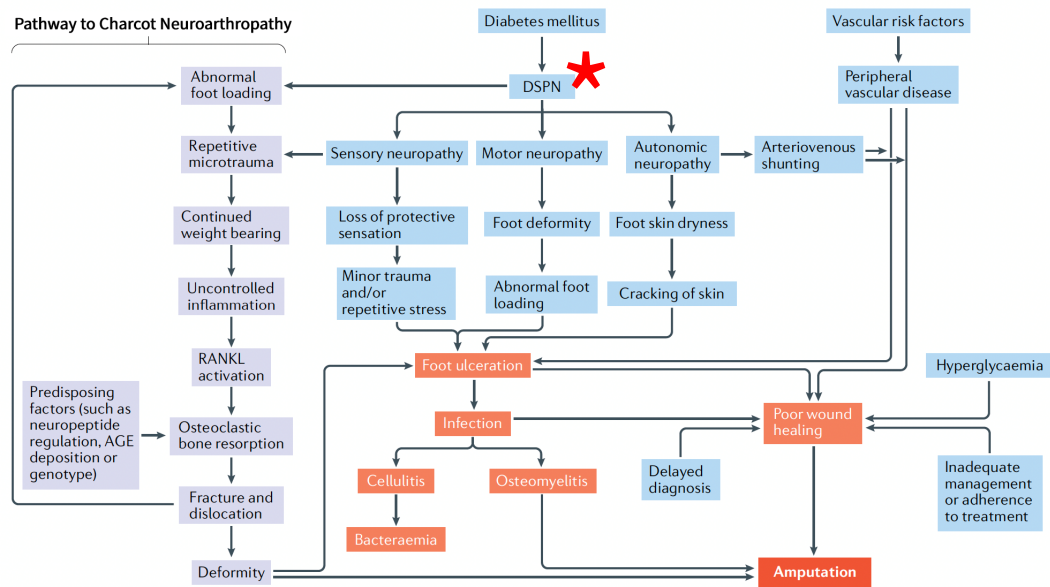 Pathway to Charcot Neuroarthropathy
Diabetes mellitus
Vascular risk factors
Abnormal
foot loading
DSPN
Peripheral
vascular disease
Repetitive
microtrauma
Sensory neuropathy
Motor neuropathy
Autonomic
neuropathy
Arteriovenous
shunting
Continued
weight bearing
Loss of protective
sensation
Foot deformity
Foot skin dryness
Uncontrolled
inflammation
Minor trauma
and/or
repetitive stress
Abnormal foot
loading
Cracking of skin
RANKL
activation
Foot ulceration
Hyperglycaemia
Predisposing
factors (such as
neuropeptide
regulation, AGE
deposition or
genotype)
Osteoclastic
bone resorption
Infection
Poor wound
healing
Cellulitis
Osteomyelitis
Delayed
diagnosis
Inadequate
management
or adherence
to treatment
Fracture and
dislocation
Bacteraemia
Deformity
Amputation